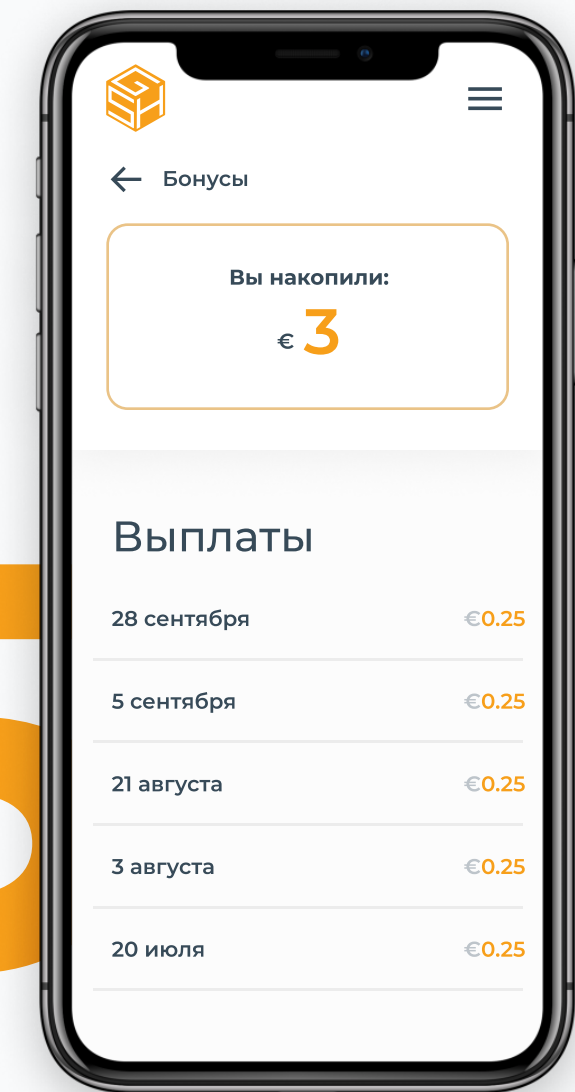 GSH
Бонусы
Вы накопили:
€ 3
Выплаты
28 сентября €0.25
5 сентября €0.25
21 августа €0.25
3 августа €0.25
20 июля €0.25